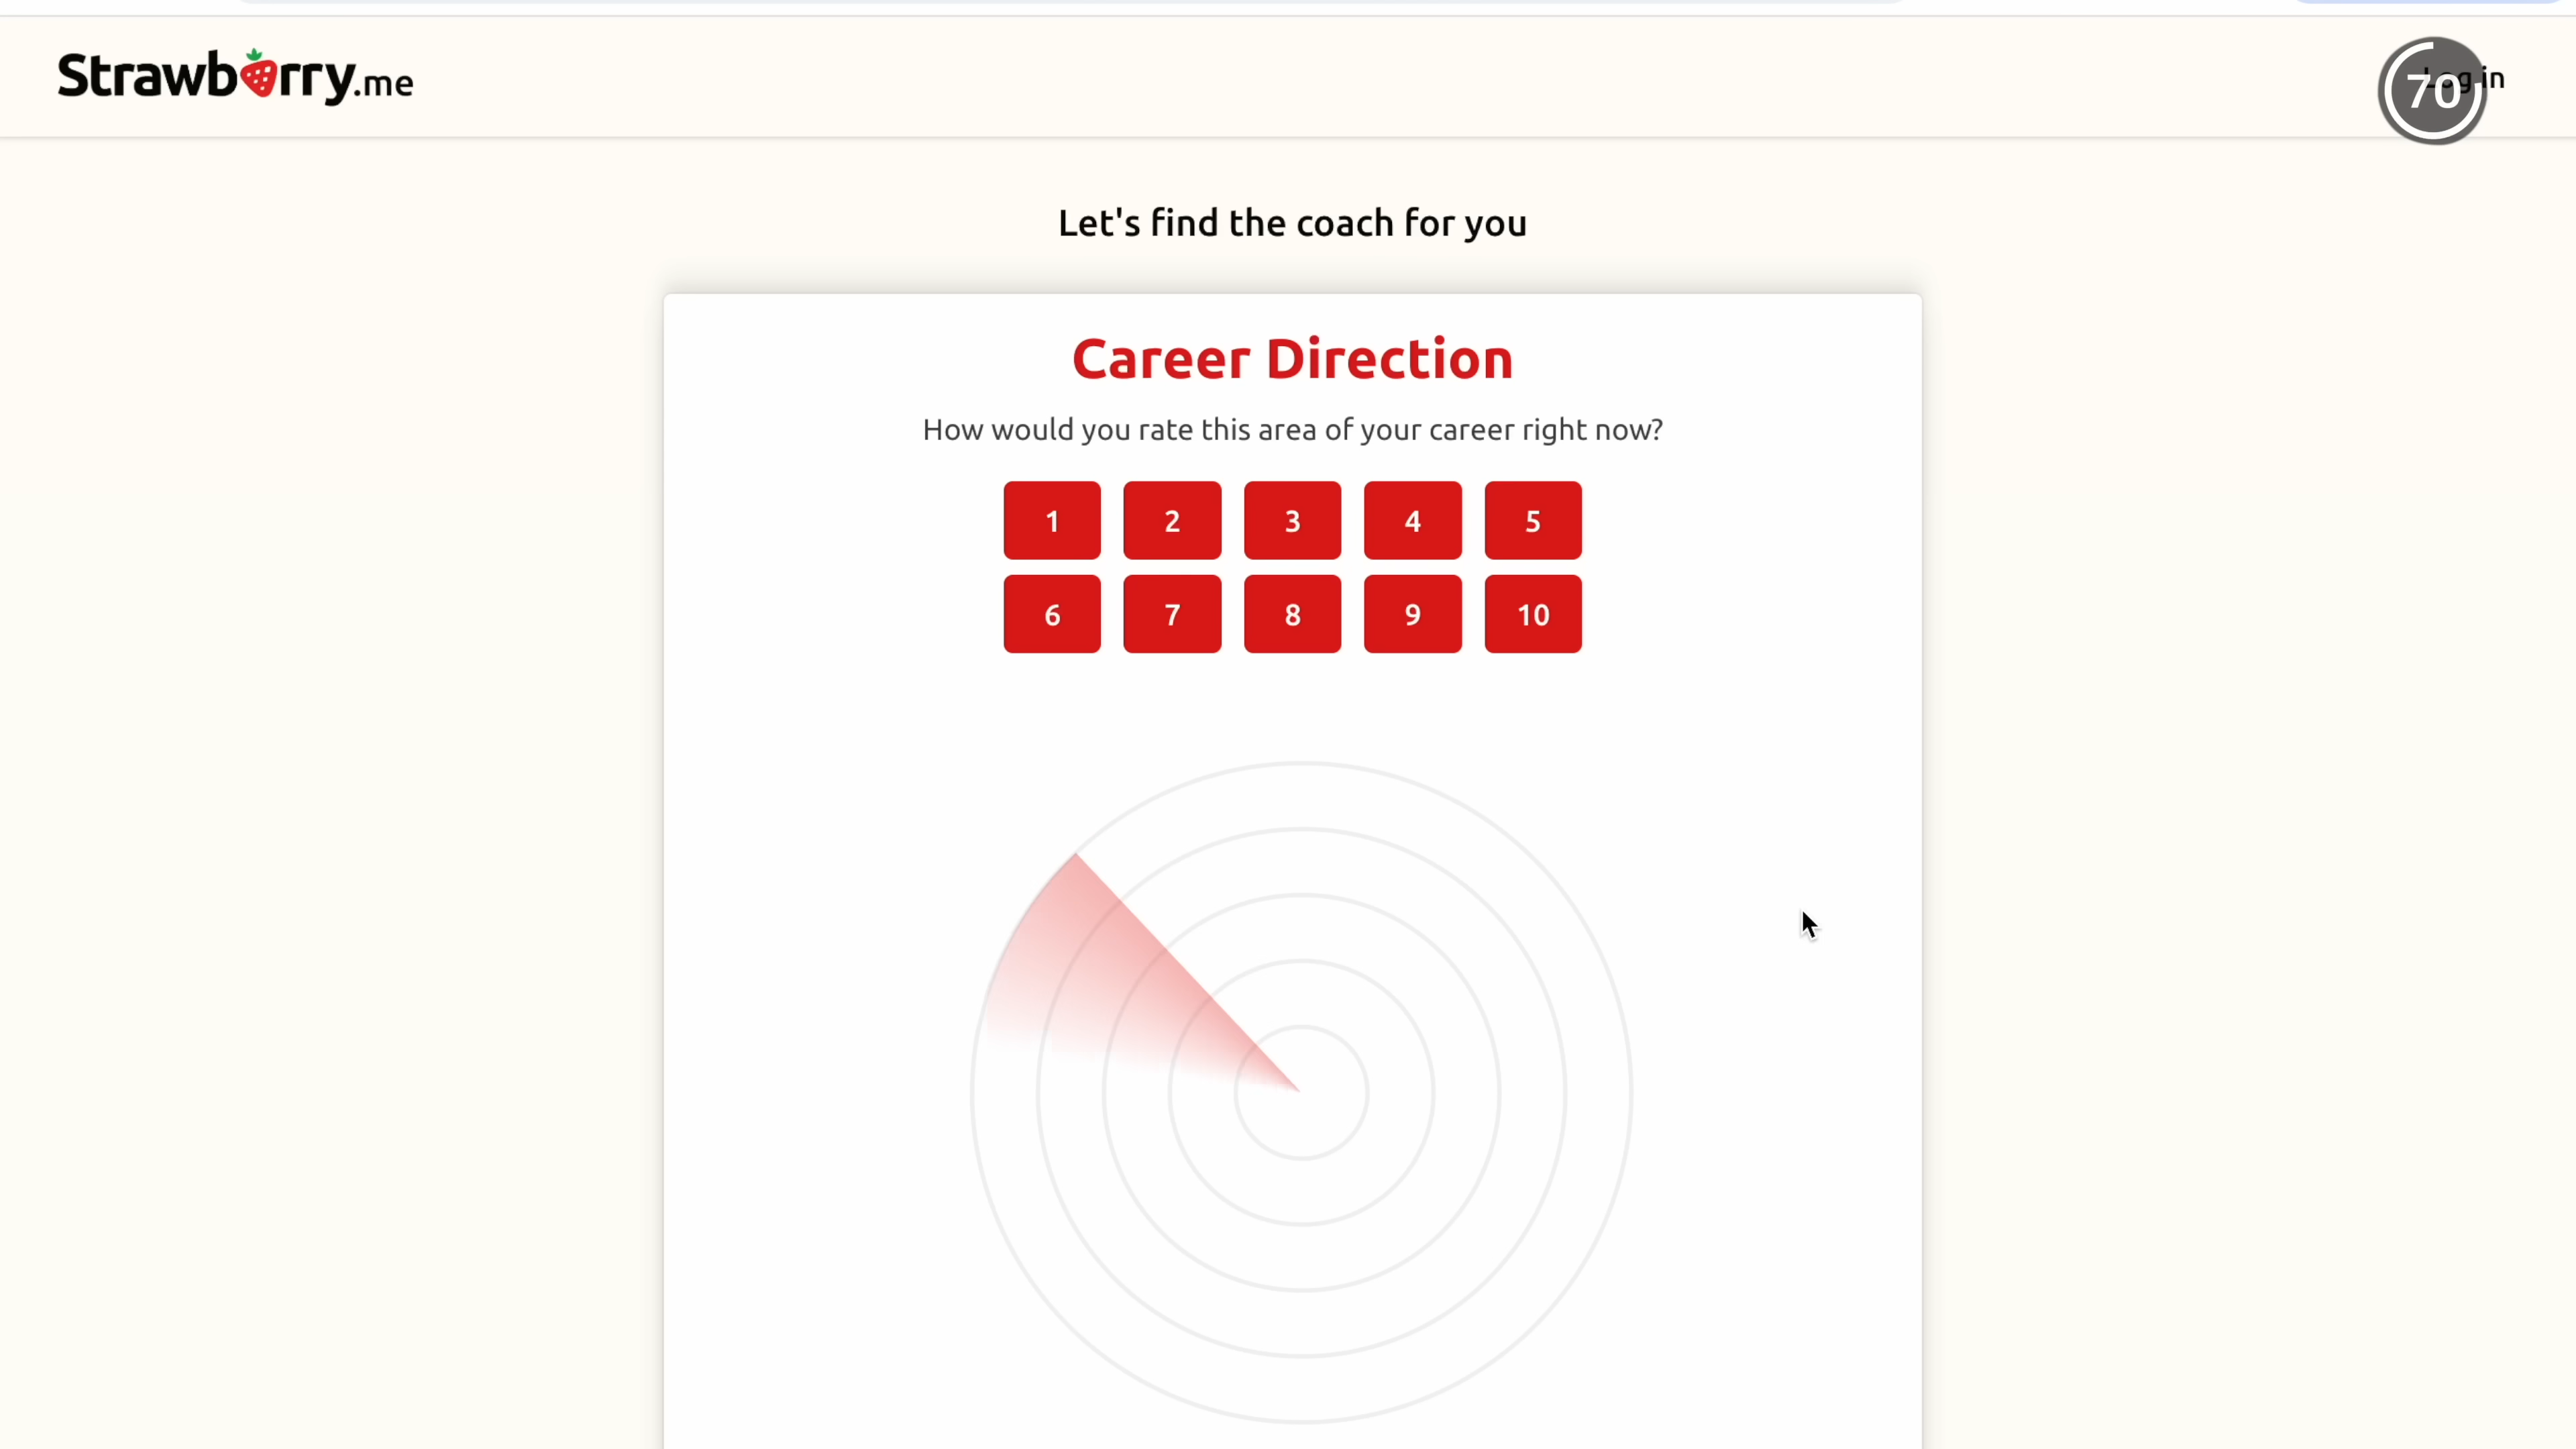 Strawberry.me
Log in
70
Let's find the coach for you
Career Direction
How would you rate this area of your career right now?
1 2 3 4 5
6 7 8 9 10